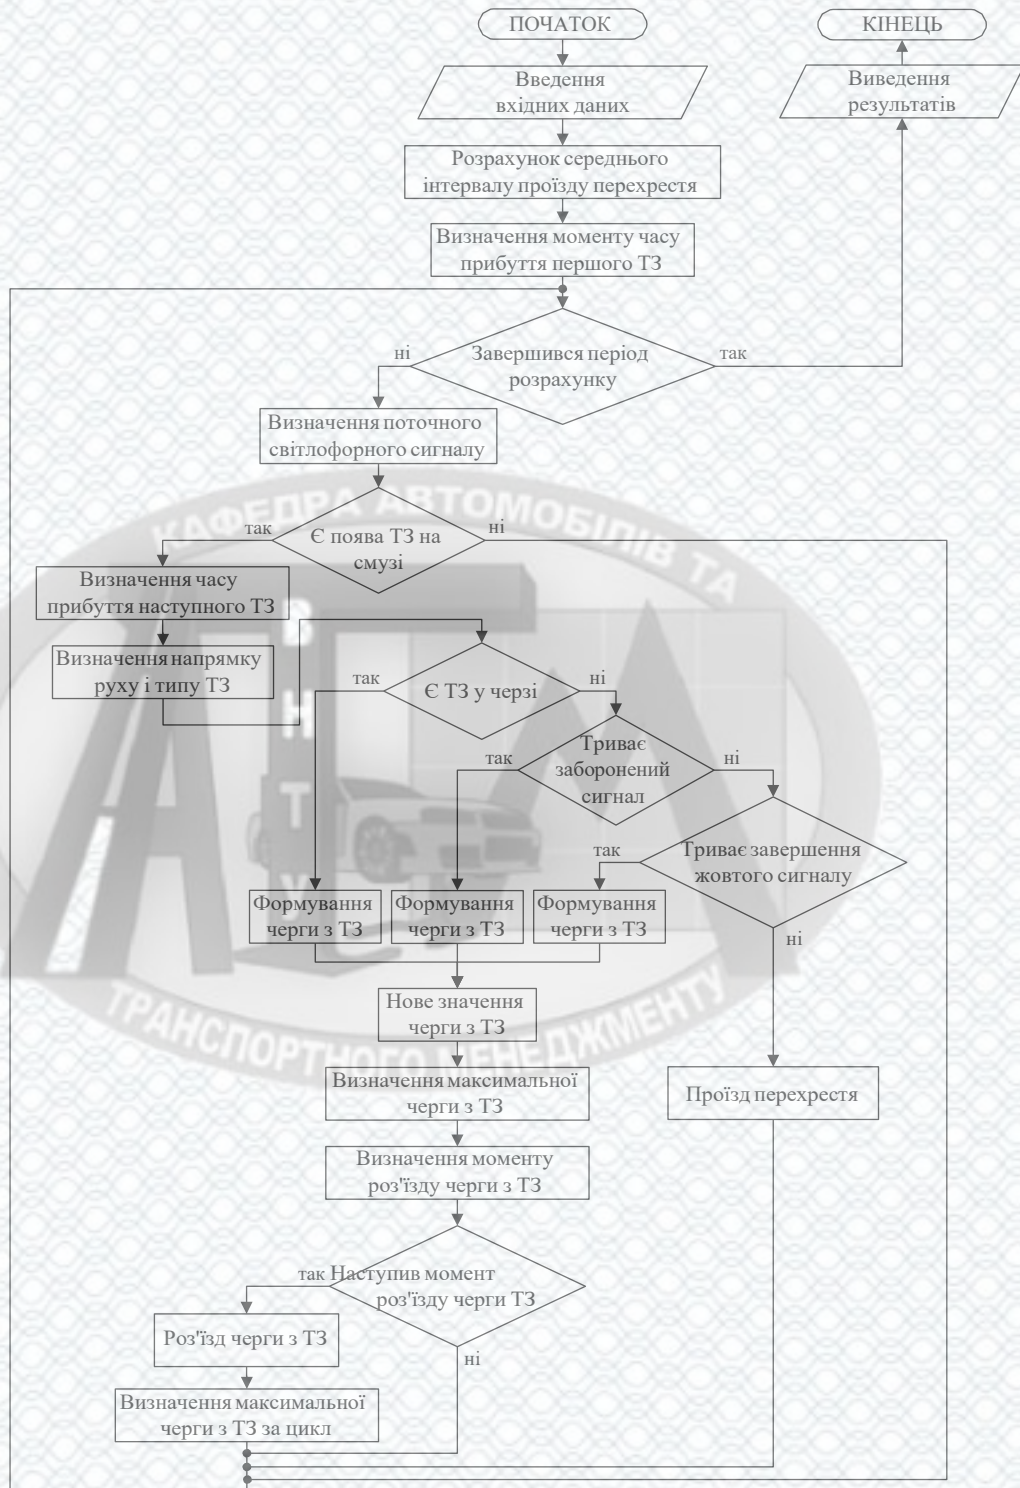 ПОЧАТОК
КІНЕЦЬ
Введення
вхідних даних
Виведення
результатів
Розрахунок середнього
інтервалу проїзду перехрестя
Визначення моменту часу
прибуття першого ТЗ
ні
Завершився період
розрахунку
так
Визначення поточного
світлофорного сигналу
КАФЕДРА АВТОМОБІЛІВ ТА
так
Є поява ТЗ на
смузі
ні
Визначення часу
прибуття наступного ТЗ
Визначення напрямку
руху і типу ТЗ
В
Н
Т
У
так
Є ТЗ у черзі
ні
так
Триває
заборонений
сигнал
ні
так
Триває завершення
жовтого сигналу
ні
Формування
черги з ТЗ
Формування
черги з ТЗ
Формування
черги з ТЗ
ТРАНСПОРТНОГО МЕНЕДЖМЕНТУ
Нове значення
черги з ТЗ
Визначення максимальної
черги з ТЗ
Проїзд перехрестя
Визначення моменту
роз'їзду черги з ТЗ
так
Наступив момент
роз'їзду черги ТЗ
ні
Роз'їзд черги з ТЗ
Визначення максимальної
черги з ТЗ за цикл